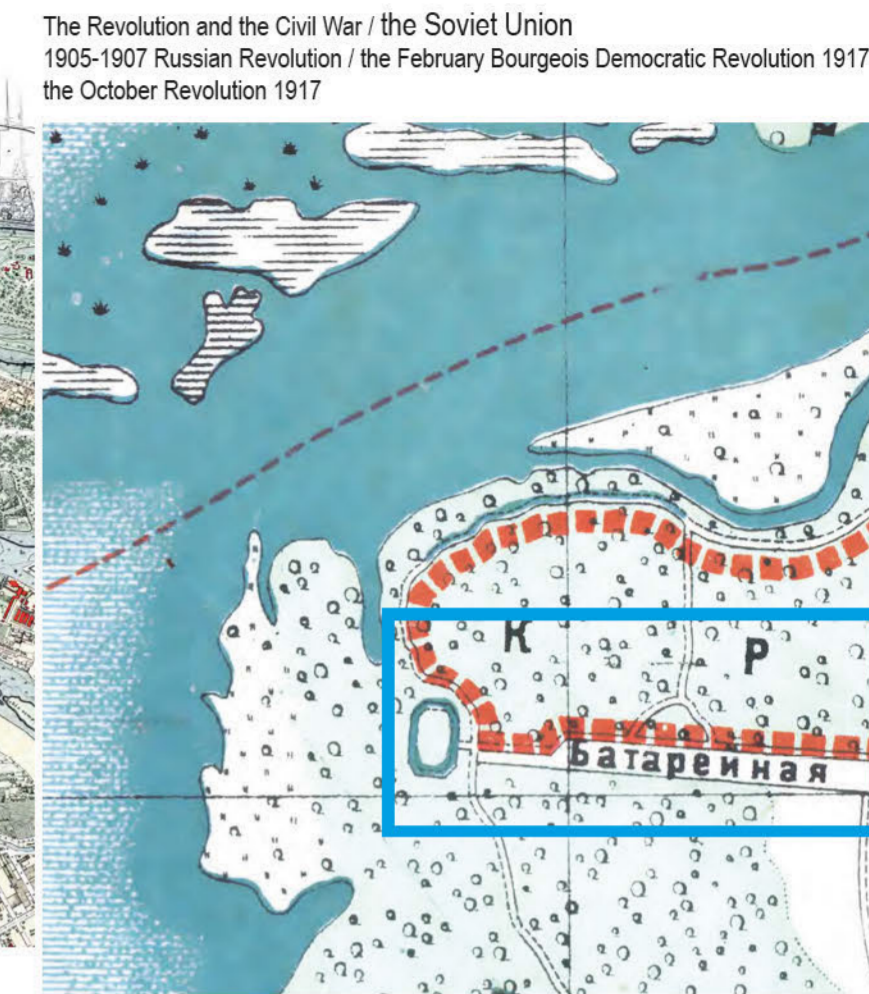 The Revolution and the Civil War / the Soviet Union
1905-1907 Russian Revolution / the February Bourgeois Democratic Revolution 1917
the October Revolution 1917
К
Р
Батарейная